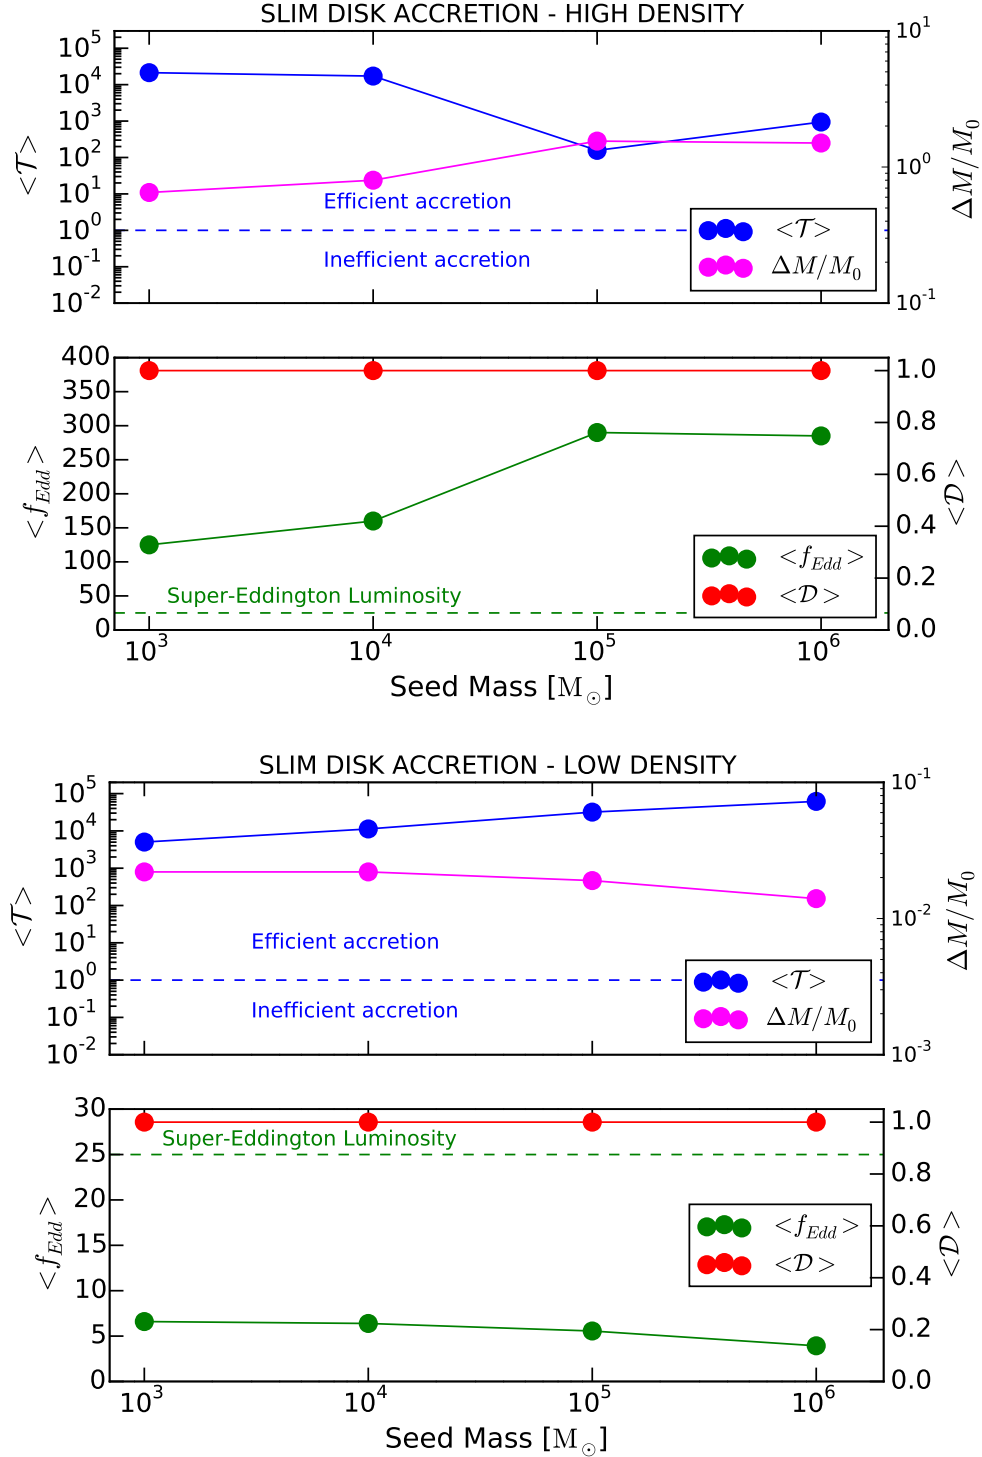 SLIM DISK ACCRETION - HIGH DENSITY
10^5
10^4
10^3
10^2
10^1
10^0
10^-1
10^-2
<𝒯>
10^1
10^0
10^-1
ΔM/M_0
Efficient accretion
Inefficient accretion
<𝒯>
ΔM/M_0
400
350
300
250
200
150
100
50
0
<f_Edd>
1.0
0.8
0.6
0.4
0.2
0.0
<𝒟>
Super-Eddington Luminosity
<f_Edd>
<𝒟>
10^3 10^4 10^5 10^6
Seed Mass [M_⊙]
SLIM DISK ACCRETION - LOW DENSITY
10^5
10^4
10^3
10^2
10^1
10^0
10^-1
10^-2
<𝒯>
10^-1
10^-2
10^-3
ΔM/M_0
Efficient accretion
Inefficient accretion
<𝒯>
ΔM/M_0
30
25
20
15
10
5
0
<f_Edd>
1.0
0.8
0.6
0.4
0.2
0.0
<𝒟>
Super-Eddington Luminosity
<f_Edd>
<𝒟>
10^3 10^4 10^5 10^6
Seed Mass [M_⊙]